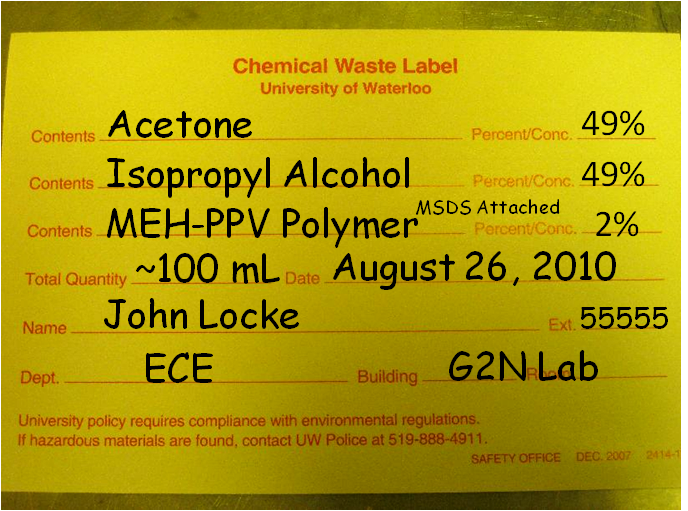 Chemical Waste Label
University of Waterloo
Contents Acetone Percent/Conc. 49%
Contents Isopropyl Alcohol Percent/Conc. 49%
Contents MEH-PPV Polymer MSDS Attached Percent/Conc. 2%
Total Quantity ~100 mL Date August 26, 2010
Name John Locke Ext. 55555
Dept. ECE Building G2N Lab Room
University policy requires compliance with environmental regulations.
If hazardous materials are found, contact UW Police at 519-888-4911.
SAFETY OFFICE DEC. 2007 2414-1